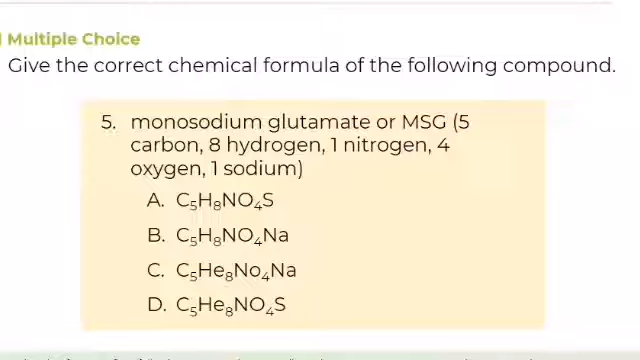 Multiple Choice
Give the correct chemical formula of the following compound.
5. monosodium glutamate or MSG (5
carbon, 8 hydrogen, 1 nitrogen, 4
oxygen, 1 sodium)
A. C₅H₈NO₄S
B. C₅H₈NO₄Na
C. C₅He₈No₄Na
D. C₅He₈NO₄S